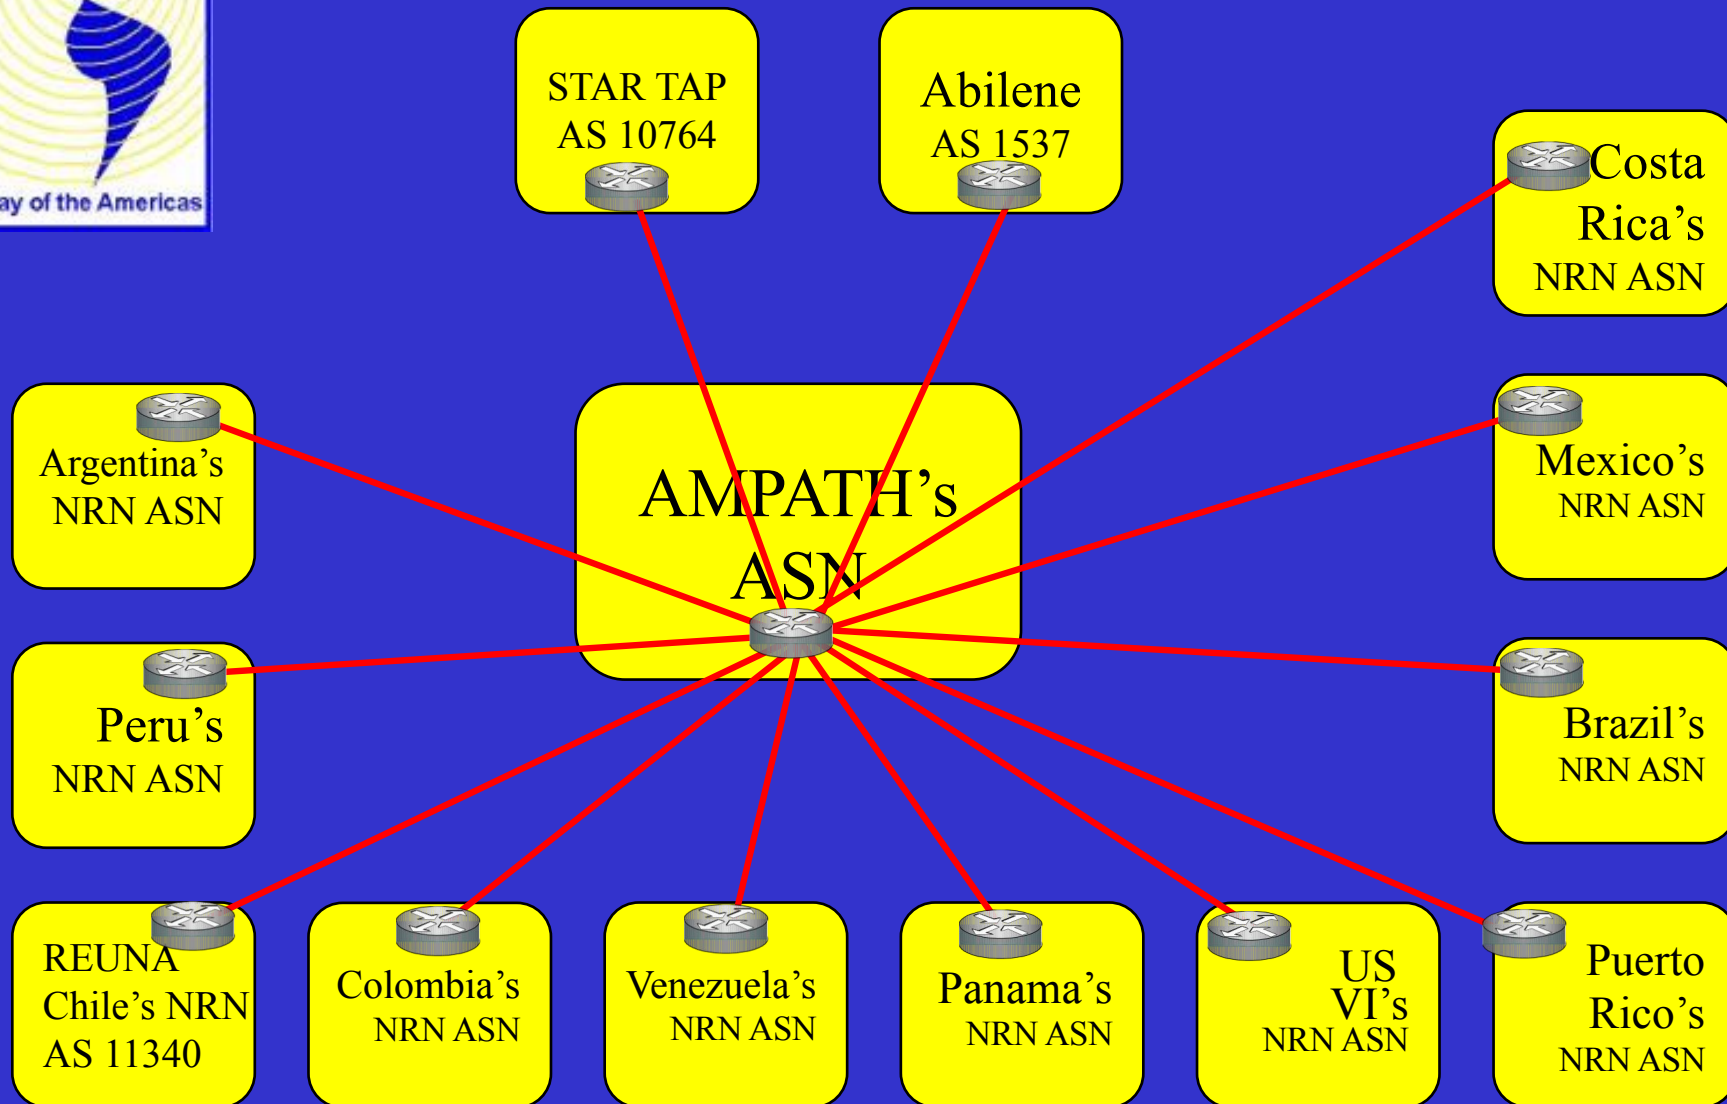 ay of the Americas
STAR TAP
AS 10764
Abilene
AS 1537
Costa
Rica’s
NRN ASN
Argentina’s
NRN ASN
AMPATH’s
ASN
Mexico’s
NRN ASN
Peru’s
NRN ASN
Brazil’s
NRN ASN
REUNA
Chile’s NRN
AS 11340
Colombia’s
NRN ASN
Venezuela’s
NRN ASN
Panama’s
NRN ASN
US
VI’s
NRN ASN
Puerto
Rico’s
NRN ASN